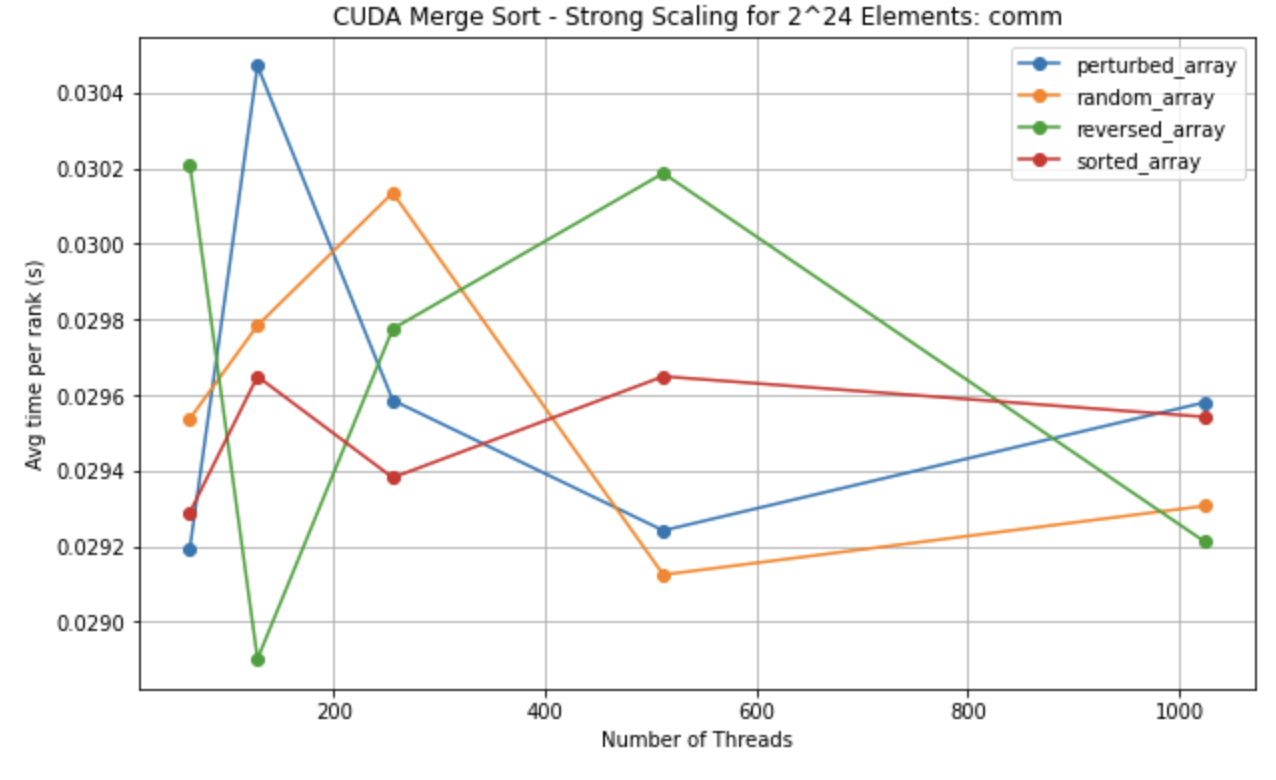 CUDA Merge Sort - Strong Scaling for 2^24 Elements: comm
perturbed_array
random_array
reversed_array
sorted_array
Avg time per rank (s)
0.0304
0.0302
0.0300
0.0298
0.0296
0.0294
0.0292
0.0290
200 400 600 800 1000
Number of Threads